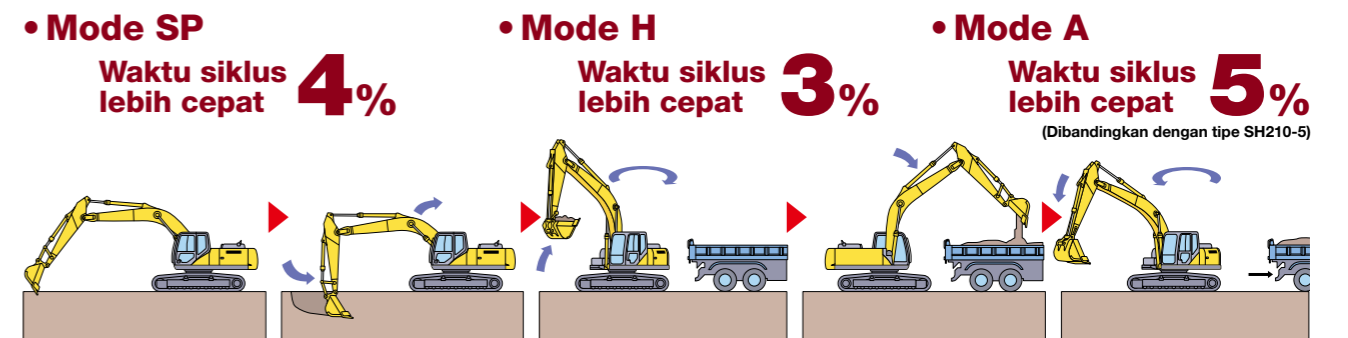 • Mode SP
Waktu siklus
lebih cepat 4%
• Mode H
Waktu siklus
lebih cepat 3%
• Mode A
Waktu siklus
lebih cepat 5%
(Dibandingkan dengan tipe SH210-5)